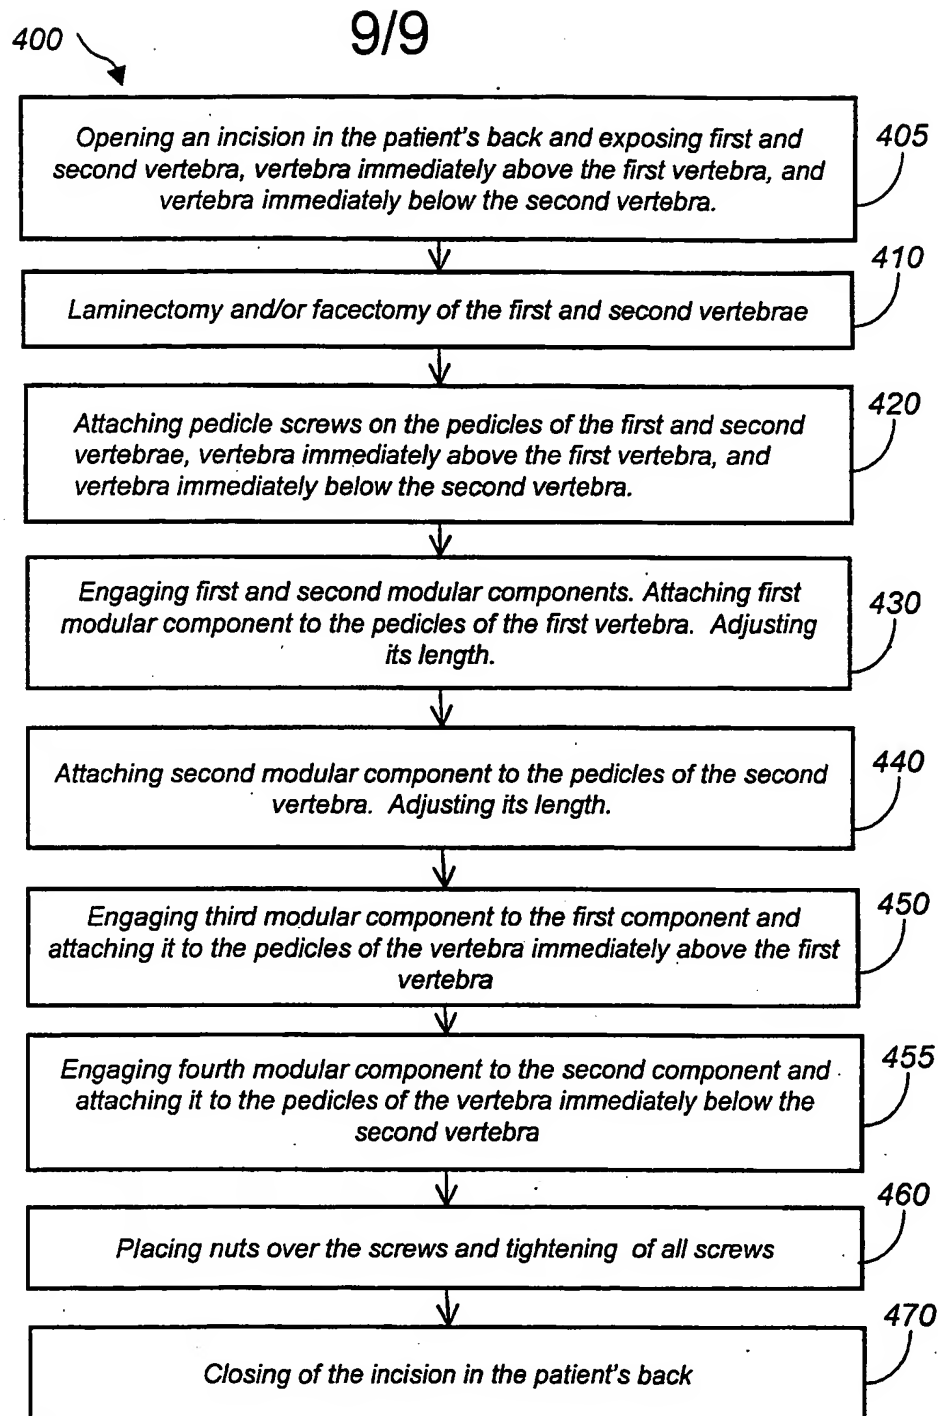 9/9
400
Opening an incision in the patient's back and exposing first and
second vertebra, vertebra immediately above the first vertebra, and
vertebra immediately below the second vertebra.
405
410
Laminectomy and/or facectomy of the first and second vertebrae
420
Attaching pedicle screws on the pedicles of the first and second
vertebrae, vertebra immediately above the first vertebra, and
vertebra immediately below the second vertebra.
430
Engaging first and second modular components. Attaching first
modular component to the pedicles of the first vertebra. Adjusting
its length.
440
Attaching second modular component to the pedicles of the second
vertebra. Adjusting its length.
450
Engaging third modular component to the first component and
attaching it to the pedicles of the vertebra immediately above the first
vertebra
455
Engaging fourth modular component to the second component and
attaching it to the pedicles of the vertebra immediately below the
second vertebra
460
Placing nuts over the screws and tightening of all screws
470
Closing of the incision in the patient's back